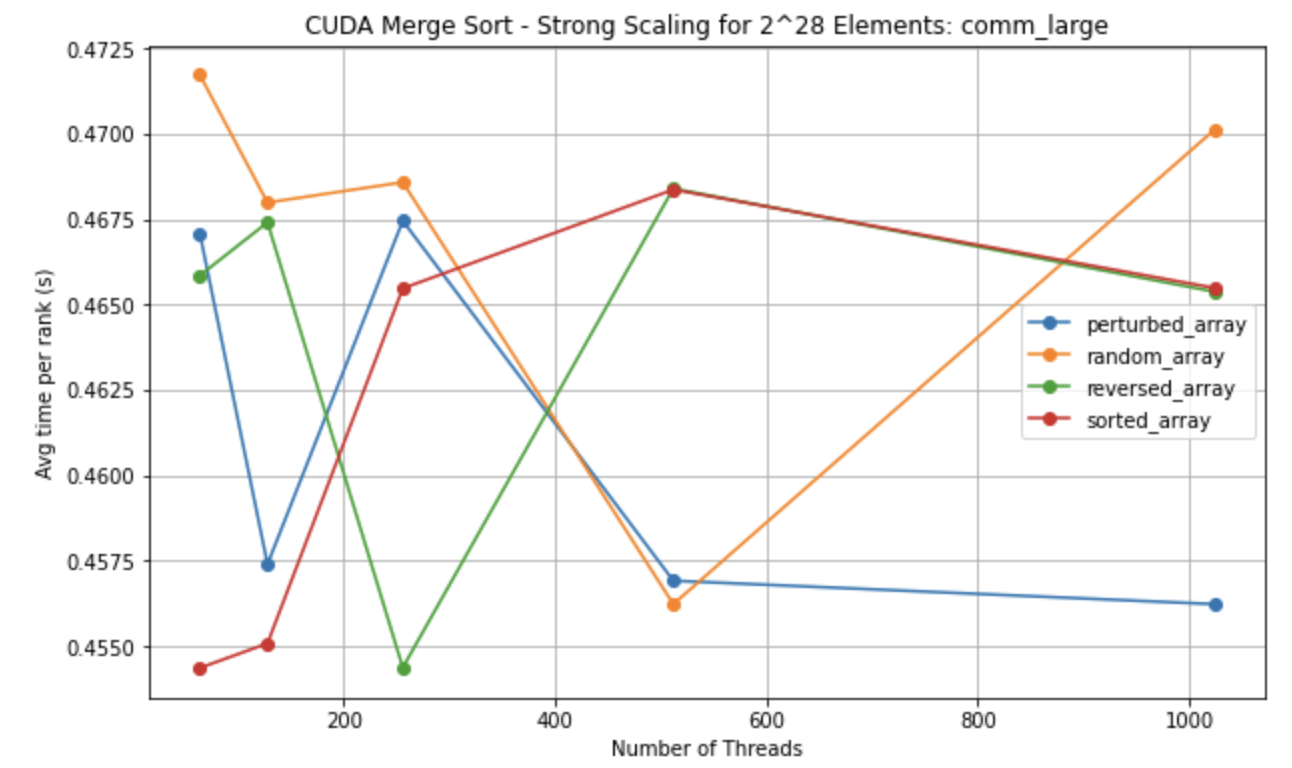 CUDA Merge Sort - Strong Scaling for 2^28 Elements: comm_large
Avg time per rank (s)
0.4725
0.4700
0.4675
0.4650
0.4625
0.4600
0.4575
0.4550
perturbed_array
random_array
reversed_array
sorted_array
200 400 600 800 1000
Number of Threads